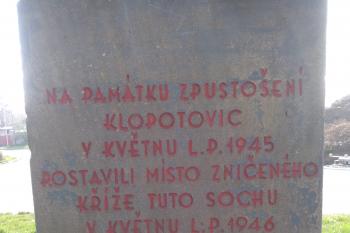 NA PAMÁTKU ZPUSTOŠENÍ
KLOPOTOVIC
V KVĚTNU L.P. 1945
POSTAVILI MÍSTO ZNIČENÉHO
KŘÍŽE TUTO SOCHU
V KVĚTNU L.P. 1946